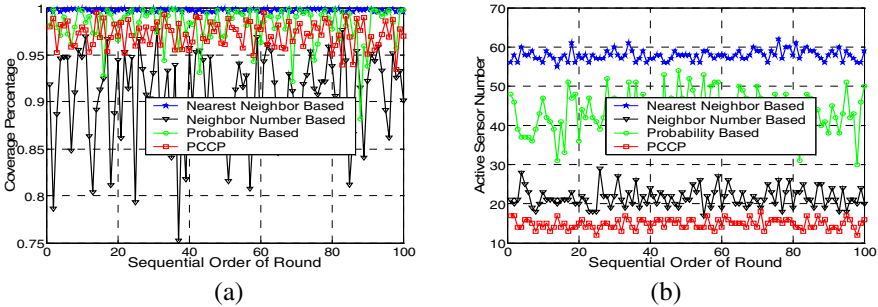 1
0.95
0.9
0.85
0.8
0.75
0 20 40 60 80 100
Coverage Percentage
Nearest Neighbor Based
Neighbor Number Based
Probability Based
PCCP
Sequential Order of Round
(a)
70
60
50
40
30
20
10
0 20 40 60 80 100
Active Sensor Number
Nearest Neighbor Based
Neighbor Number Based
Probability Based
PCCP
Sequential Order of Round
(b)